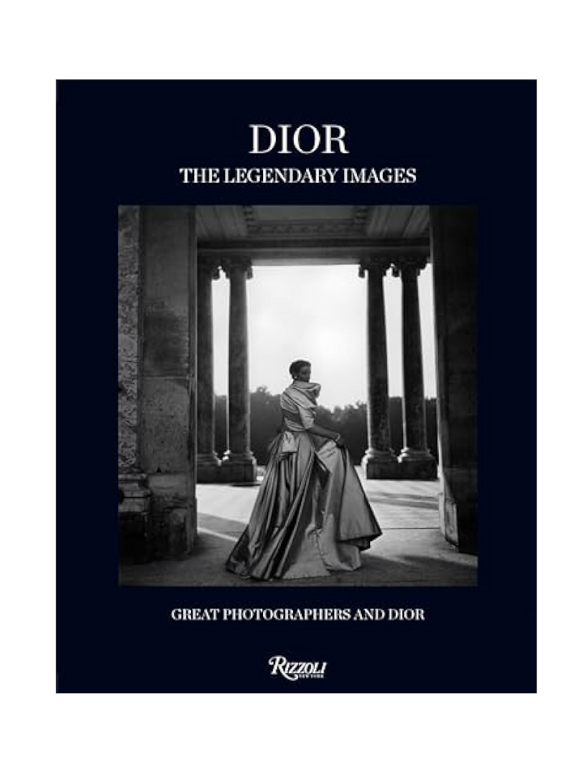 DIOR
THE LEGENDARY IMAGES
GREAT PHOTOGRAPHERS AND DIOR
RIZZOLI
NEW YORK